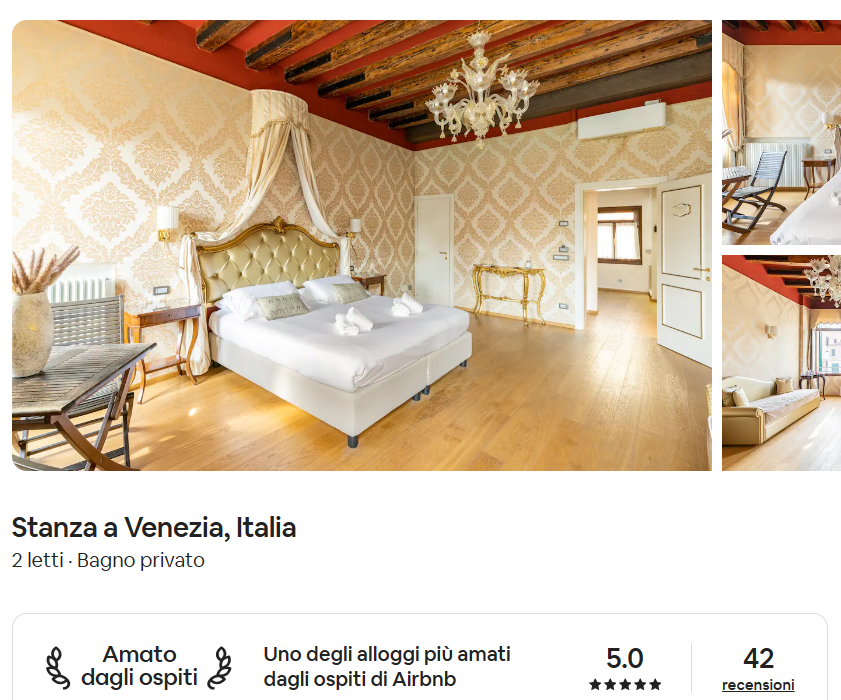 Stanza a Venezia, Italia
2 letti · Bagno privato
Amato
dagli ospiti
Uno degli alloggi più amati
dagli ospiti di Airbnb
5.0
42
recensioni